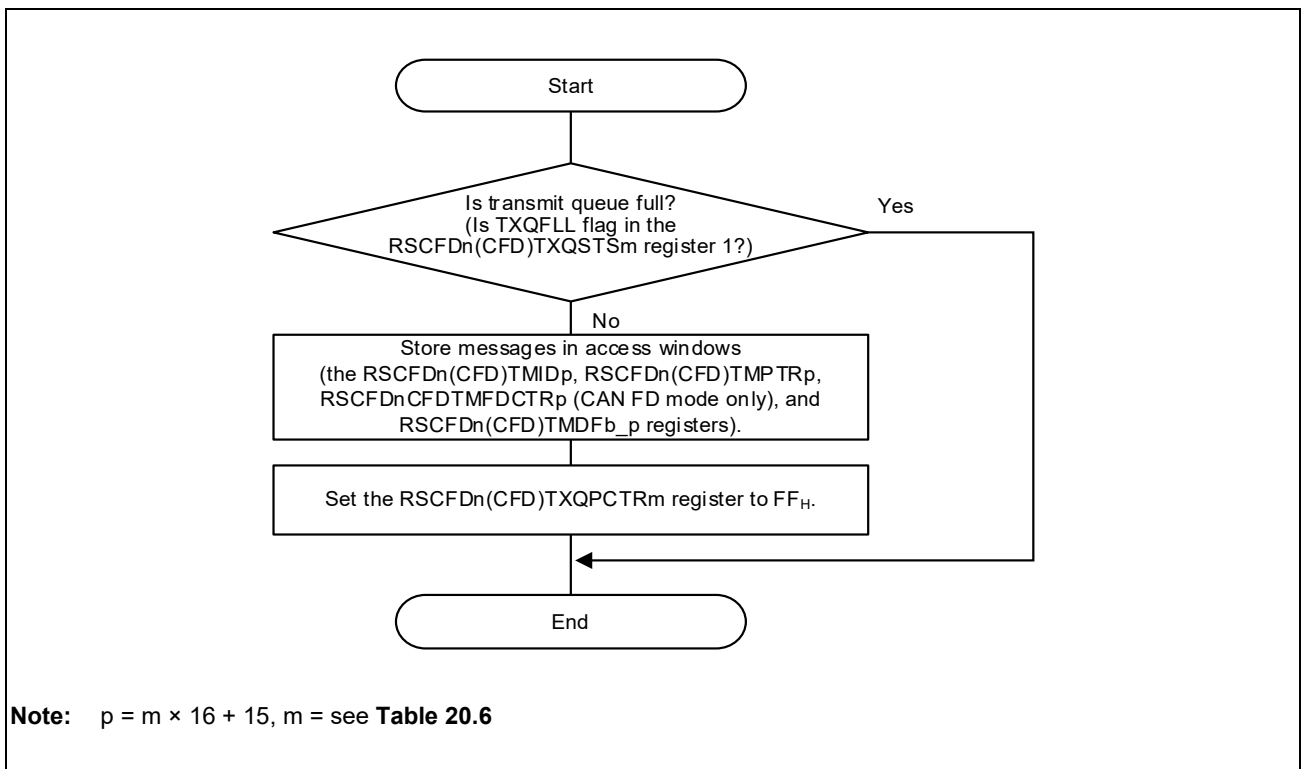 Start
Is transmit queue full?
(Is TXQFLL flag in the
RSCFDn(CFD)TXQSTSm register 1?)
Yes
No
Store messages in access windows
(the RSCFDn(CFD)TMIDp, RSCFDn(CFD)TMPTRp,
RSCFDnCFDTMFDCTRp (CAN FD mode only), and
RSCFDn(CFD)TMDFb_p registers).
Set the RSCFDn(CFD)TXQPCTRm register to FFH.
End
Note: p = m × 16 + 15, m = see Table 20.6